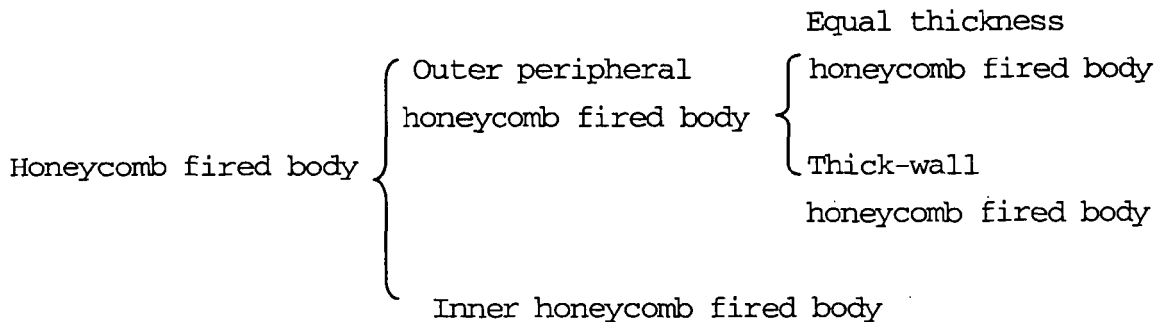 Equal thickness
Outer peripheral
honeycomb fired body
honeycomb fired body
Honeycomb fired body
Thick-wall
honeycomb fired body
Inner honeycomb fired body